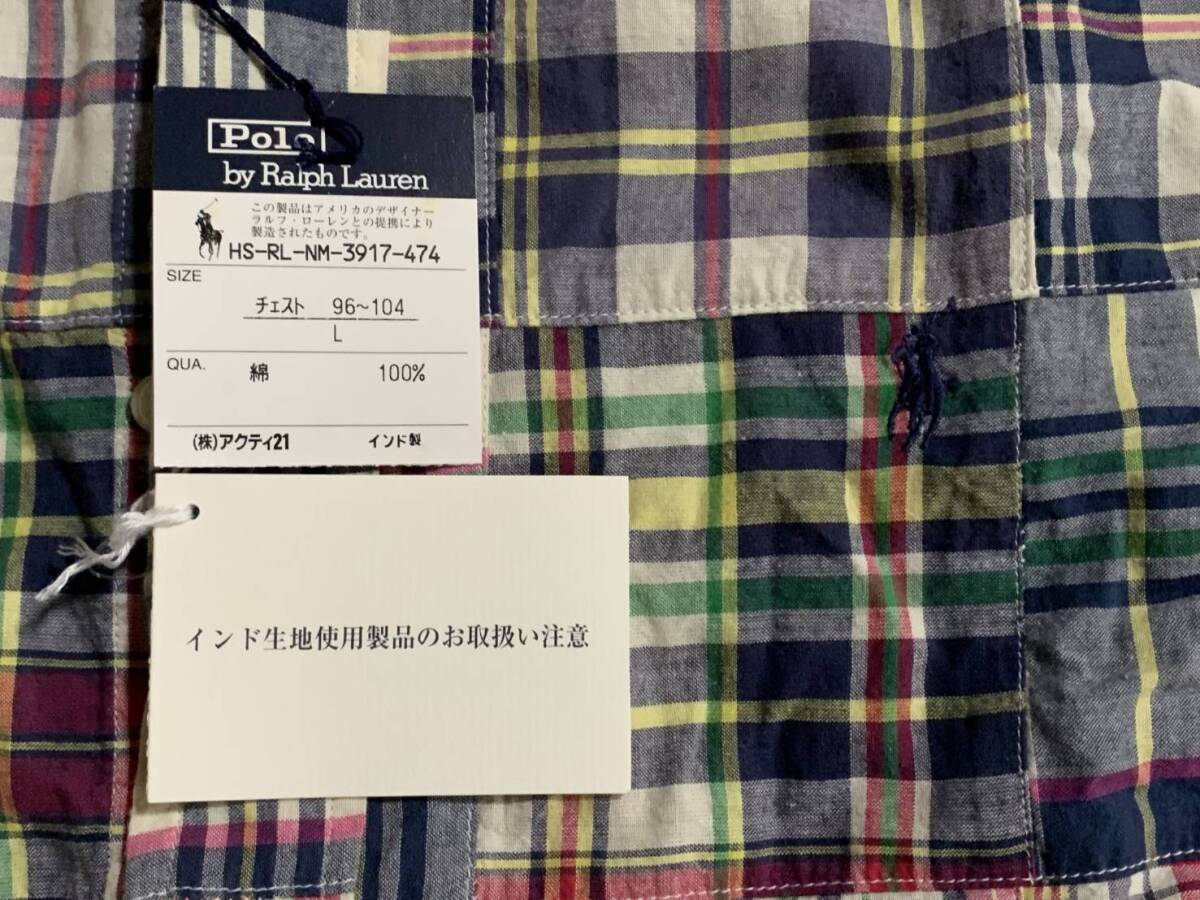 Polo
by Ralph Lauren
この製品はアメリカのデザイナー
ラルフ・ローレンとの提携により
製造されたものです。
HS-RL-NM-3917-474
SIZE
チェスト 96~104
L
QUA.
綿 100%
(株)アクティ21 インド製
インド生地使用製品のお取扱い注意